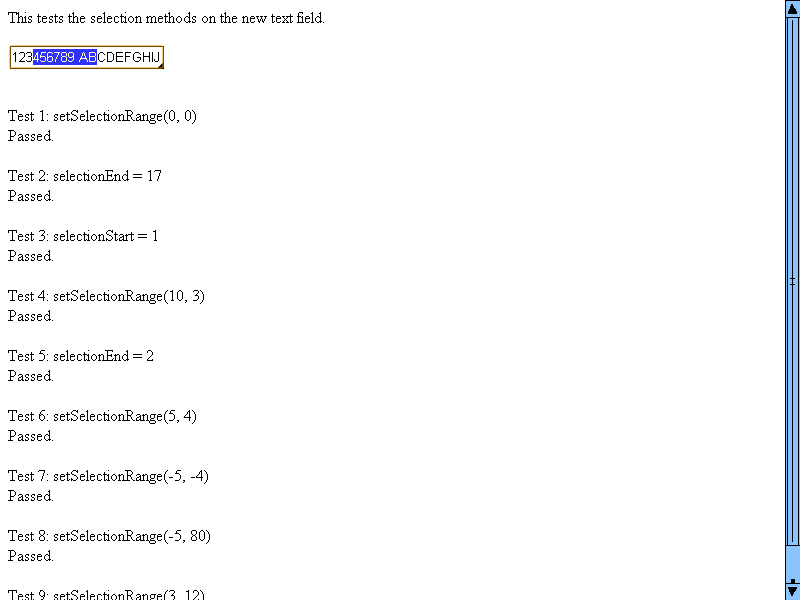 This tests the selection methods on the new text field.
123456789 ABCDEFGHIJ
Test 1: setSelectionRange(0, 0)
Passed.
Test 2: selectionEnd = 17
Passed.
Test 3: selectionStart = 1
Passed.
Test 4: setSelectionRange(10, 3)
Passed.
Test 5: selectionEnd = 2
Passed.
Test 6: setSelectionRange(5, 4)
Passed.
Test 7: setSelectionRange(-5, -4)
Passed.
Test 8: setSelectionRange(-5, 80)
Passed.
Test 9: setSelectionRange(3, 12)